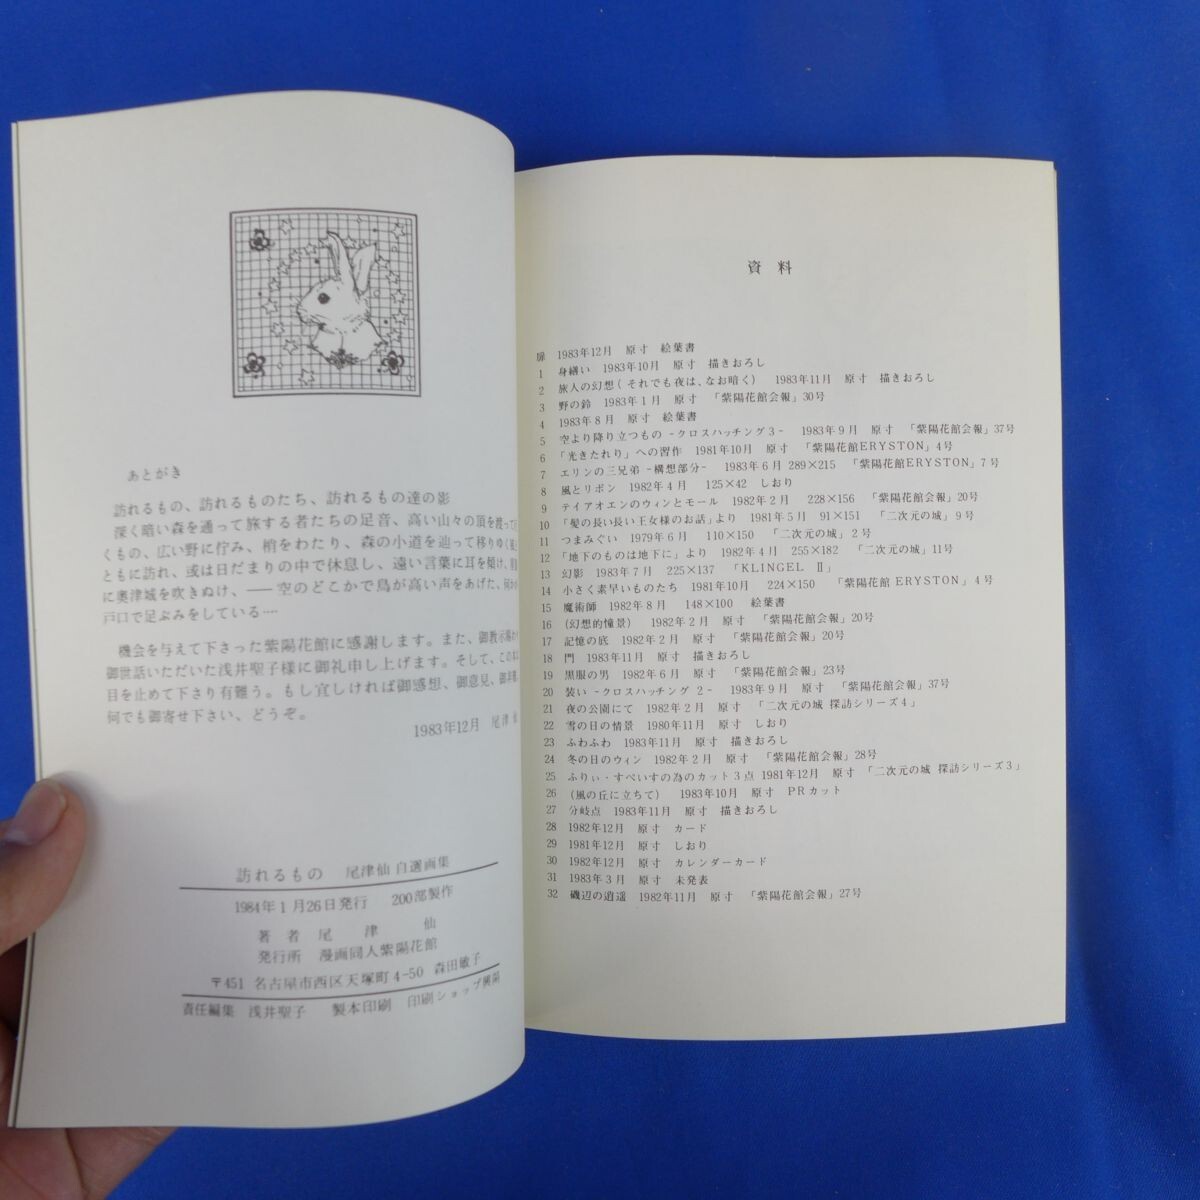 あとがき
訪れるもの、訪れるものたち、訪れるもの達の影
深く暗い森を通って旅する者たちの足音、高い山々の頂を渡って
くもの、広い野に佇み、梢をわたり、森の小道を辿って移りゆく
ともに訪れ、或は日だまりの中で休息し、遠い言葉に耳を傾け、
に奥津城を吹きぬけ、――空のどこかで鳥が高い声をあげた、何か
戸口で足ぶみをしている‥‥
機会を与えて下さった紫陽花館に感謝します。また、御教示
御世話いただいた浅井聖子様に御礼申し上げます。そして、この本
目を止めて下さり有難う。もし宜しければ御感想、御意見、
何でも御寄せ下さい、どうぞ。
1983年12月 尾津 仙
訪れるもの 尾津仙 自選画集
1984年1月26日発行 200部製作
著者 尾津 仙
発行所 漫画同人紫陽花館
〒451 名古屋市西区天塚町4-50 森田敏子
責任編集 浅井聖子 製本印刷 印刷ショップ興陽
資料
扉 1983年12月 原寸 絵葉書
1 身繕い 1983年10月 原寸 描きおろし
2 旅人の幻想(それでも夜は、なお暗く) 1983年11月 原寸 描きおろし
3 野の鈴 1983年1月 原寸 「紫陽花館会報」30号
4 1983年8月 原寸 絵葉書
5 空より降り立つもの -クロスハッチング3- 1983年9月 原寸 「紫陽花館会報」37号
6 「光きたれり」への習作 1981年10月 原寸 「紫陽花館ERYSTON」4号
7 エリンの三兄弟 -構想部分- 1983年6月 289×215 「紫陽花館ERYSTON」7号
8 風とリボン 1982年4月 125×42 しおり
9 テイアオエンのウィンとモール 1982年2月 228×156 「紫陽花館会報」20号
10 「髪の長い長い王女様のお話」より 1981年5月 91×151 「二次元の城」9号
11 つまみぐい 1979年6月 110×150 「二次元の城」2号
12 「地下のものは地下に」より 1982年4月 255×182 「二次元の城」11号
13 幻影 1983年7月 225×137 「KLINGEL Ⅱ」
14 小さく素早いものたち 1981年10月 224×150 「紫陽花館 ERYSTON」4号
15 魔術師 1982年8月 148×100 絵葉書
16 (幻想的憧景) 1982年2月 原寸 「紫陽花館会報」20号
17 記憶の底 1982年2月 原寸 「紫陽花館会報」20号
18 門 1983年11月 原寸 描きおろし
19 黒服の男 1982年6月 原寸 「紫陽花館会報」23号
20 装い -クロスハッチング 2- 1983年9月 原寸 「紫陽花館会報」37号
21 夜の公園にて 1982年2月 原寸 「二次元の城 探訪シリーズ4」
22 雪の日の情景 1980年11月 原寸 しおり
23 ふわふわ 1983年11月 原寸 描きおろし
24 冬の日のウィン 1982年2月 原寸 「紫陽花館会報」28号
25 ふりぃ・すぺいすの為のカット3点 1981年12月 原寸 「二次元の城 探訪シリーズ3」
26 (風の丘に立ちて) 1983年10月 原寸 PRカット
27 分岐点 1983年11月 原寸 描きおろし
28 1982年12月 原寸 カード
29 1981年12月 原寸 しおり
30 1982年12月 原寸 カレンダーカード
31 1983年3月 原寸 未発表
32 磯辺の逍遥 1982年11月 原寸 「紫陽花館会報」27号